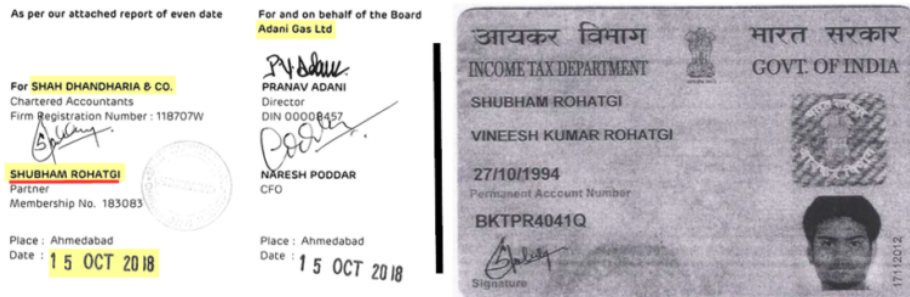 As per our attached report of even date
For SHAH DHANDHARIA & CO.
Chartered Accountants
Firm Registration Number : 118707W
SHUBHAM ROHATGI
Partner
Membership No. 183083
Place : Ahmedabad
Date : 15 OCT 2018
For and on behalf of the Board
Adani Gas Ltd
PRANAV ADANI
Director
DIN 00008457
NARESH PODDAR
CFO
Place : Ahmedabad
Date : 15 OCT 2018
आयकर विभाग
INCOME TAX DEPARTMENT
भारत सरकार
GOVT. OF INDIA
SHUBHAM ROHATGI
VINEESH KUMAR ROHATGI
27/10/1994
Permanent Account Number
BKTPR4041Q
Signature
17112012